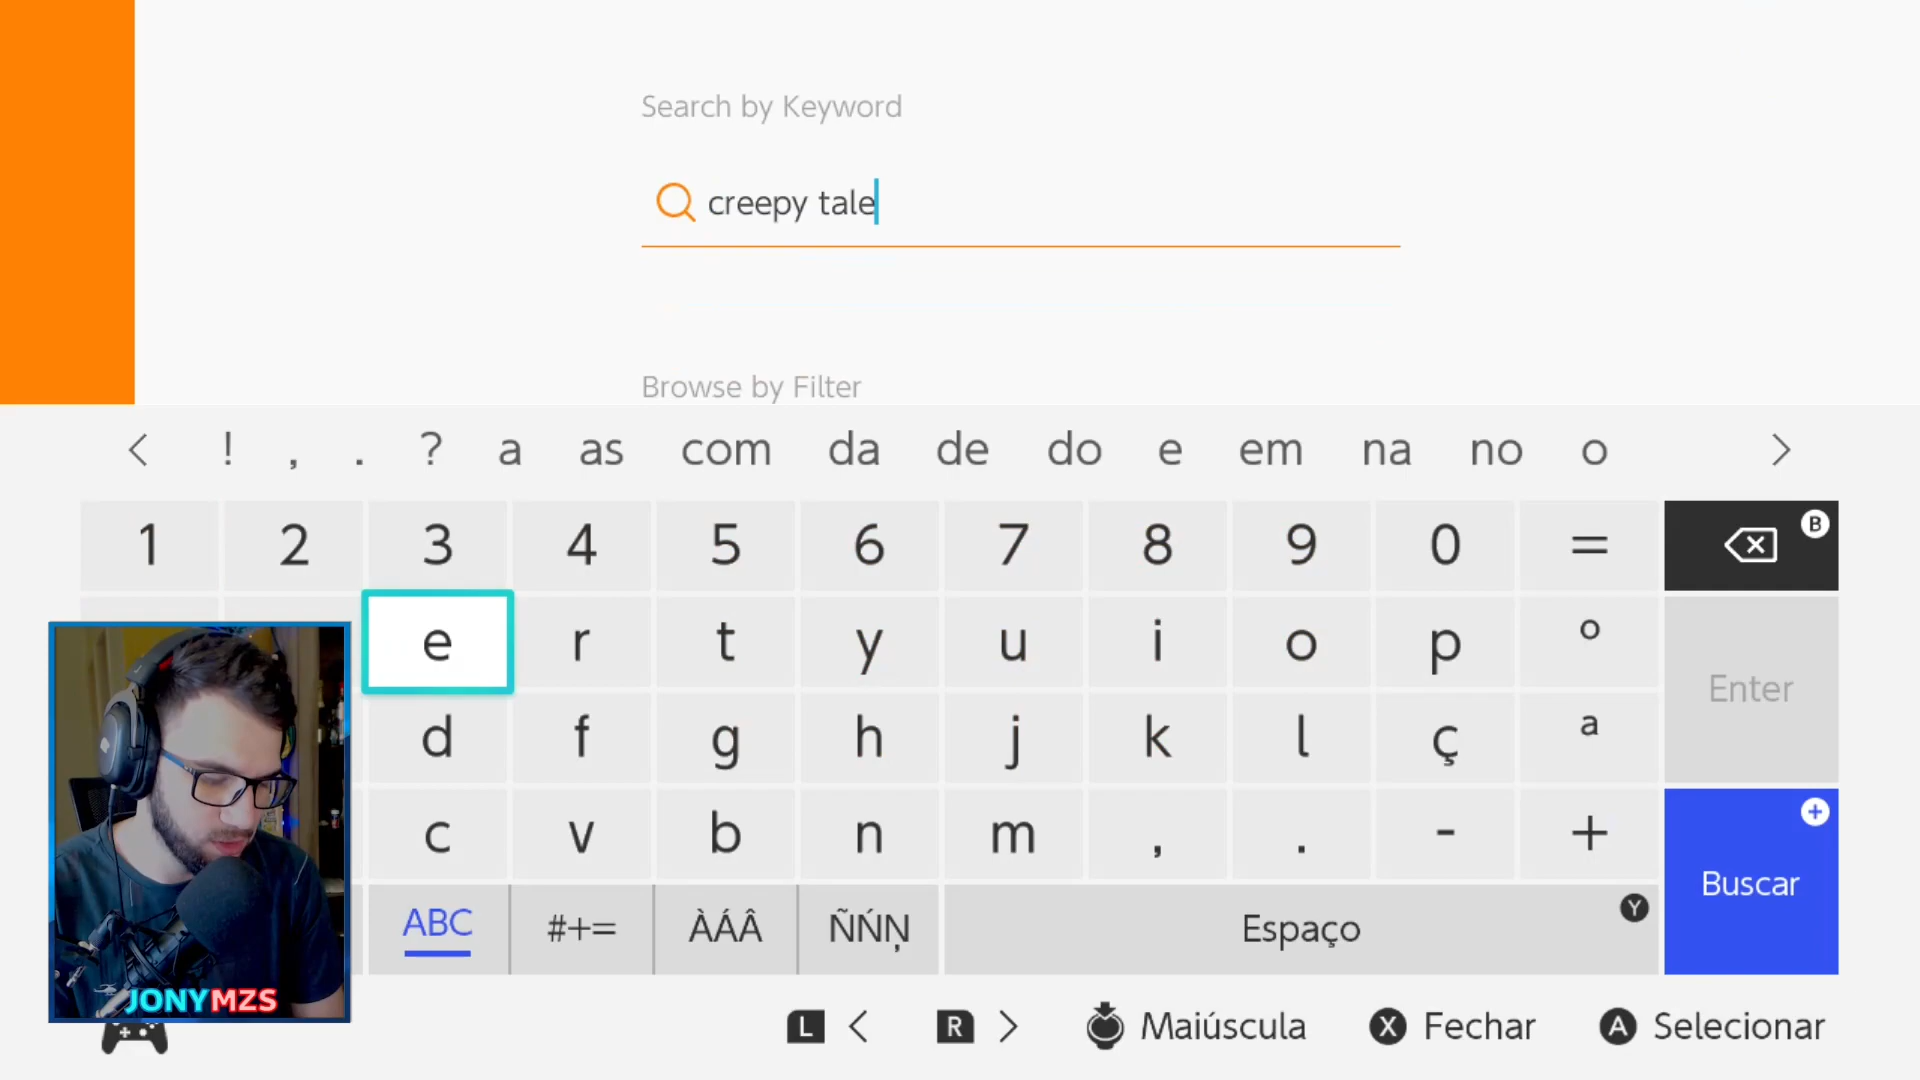 Search by Keyword
creepy tale
Browse by Filter
! , . ? a as com da de do e em na no o
1 2 3 4 5 6 7 8 9 0 =
B
e r t y u i o p º
Enter
d f g h j k l ç ª
c v b n m , . - +
+
Buscar
ABC #+= ÀÁÂ ÑŃŅ Espaço
Y
JONYMZS
L R Maiúscula X Fechar A Selecionar